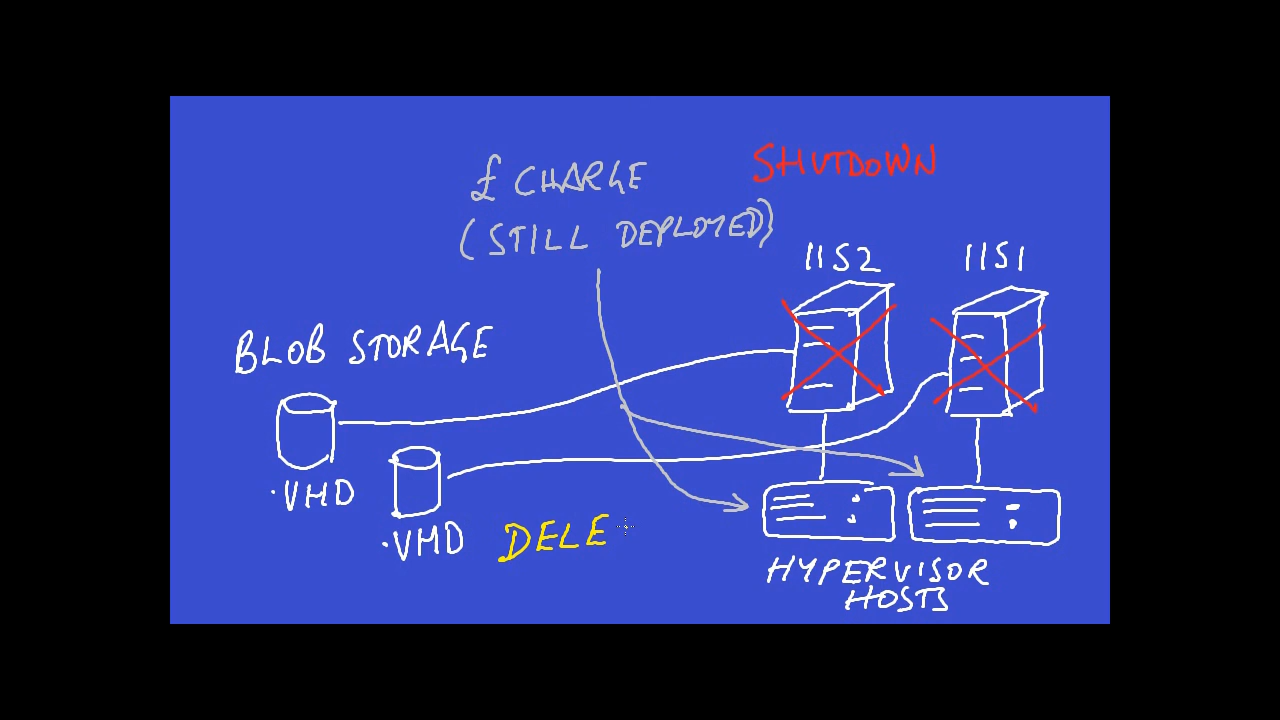 £ CHARGE
SHUTDOWN
(STILL DEPLOYED)
IIS2
IIS1
BLOB STORAGE
.VHD
.VHD
DELE
HYPERVISOR
HOSTS